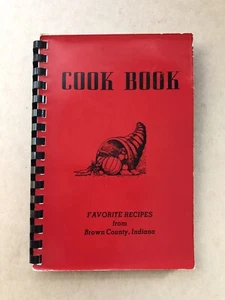 COOK BOOK
FAVORITE RECIPES
from
Brown County, Indiana